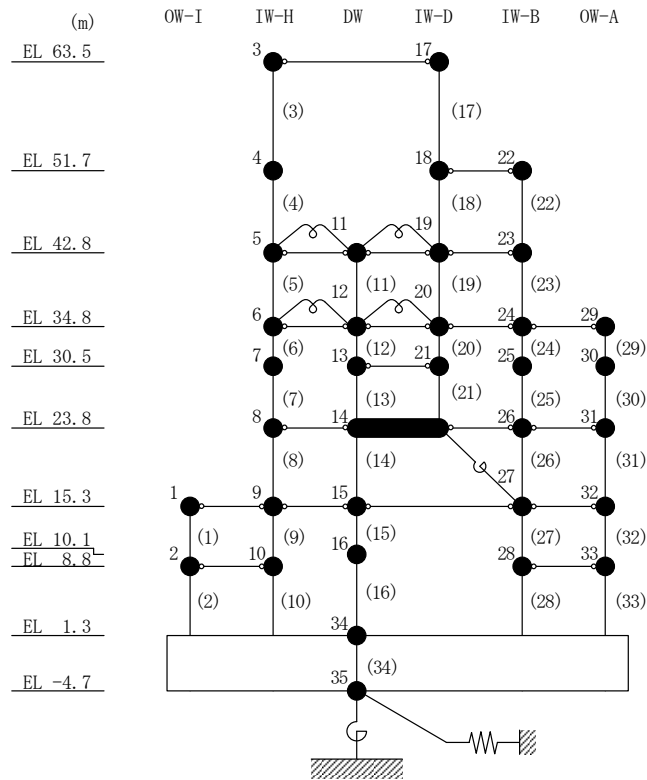 (m) OW-I IW-H DW IW-D IW-B OW-A
EL 63.5 3 17
(3) (17)
EL 51.7 4 18 22
(4) (18) (22)
EL 42.8 5 11 19 23
(5) (11) (19) (23)
EL 34.8 6 12 20 24 29
(6) (12) (20) (24) (29)
EL 30.5 7 13 21 25 30
(7) (13) (21) (25) (30)
EL 23.8 8 14 26 31
(8) (14) (26) (31)
EL 15.3 1 9 15 27 32
(1) (9) (15) (27) (32)
EL 10.1 16
EL 8.8 2 10 28 33
(2) (10) (16) (28) (33)
EL 1.3 34
(34)
EL -4.7 35